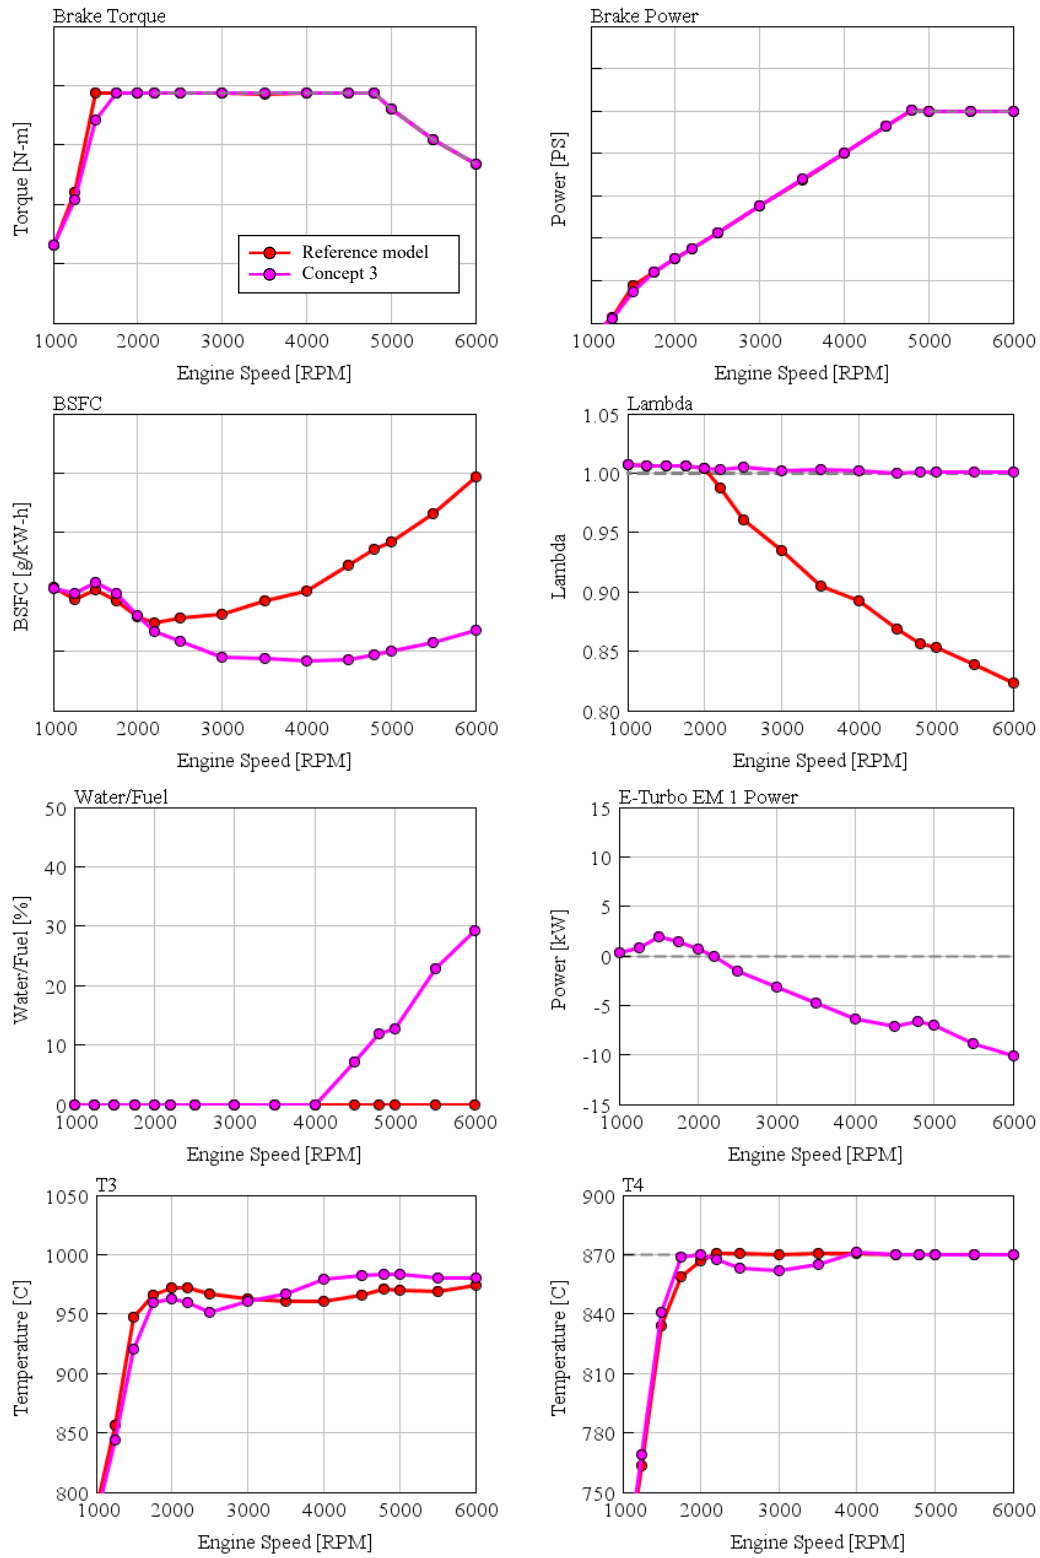 Brake Torque
Torque [N-m]
Reference model
Concept 3
1000 2000 3000 4000 5000 6000
Engine Speed [RPM]
Brake Power
Power [PS]
1000 2000 3000 4000 5000 6000
Engine Speed [RPM]
BSFC
BSFC [g/kW-h]
1000 2000 3000 4000 5000 6000
Engine Speed [RPM]
Lambda
1.05
1.00
0.95
0.90
0.85
0.80
Lambda
1000 2000 3000 4000 5000 6000
Engine Speed [RPM]
Water/Fuel
50
40
30
20
10
0
Water/Fuel [%]
1000 2000 3000 4000 5000 6000
Engine Speed [RPM]
E-Turbo EM 1 Power
15
10
5
0
-5
-10
-15
Power [kW]
1000 2000 3000 4000 5000 6000
Engine Speed [RPM]
T3
1050
1000
950
900
850
800
Temperature [C]
1000 2000 3000 4000 5000 6000
Engine Speed [RPM]
T4
900
870
840
810
780
750
Temperature [C]
1000 2000 3000 4000 5000 6000
Engine Speed [RPM]